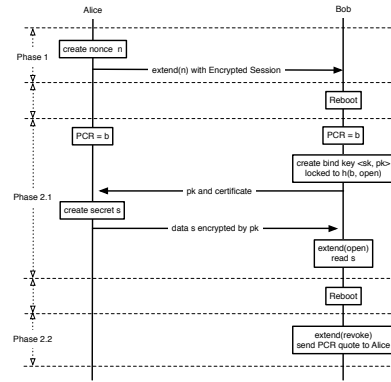 Alice
Bob
create nonce n
Phase 1
extend(n) with Encrypted Session
Reboot
PCR = b
PCR = b
create bind key <sk, pk>
locked to h(b, open)
pk and certificate
Phase 2.1
create secret s
data s encrypted by pk
extend(open)
read s
Reboot
extend(revoke)
send PCR quote to Alice
Phase 2.2